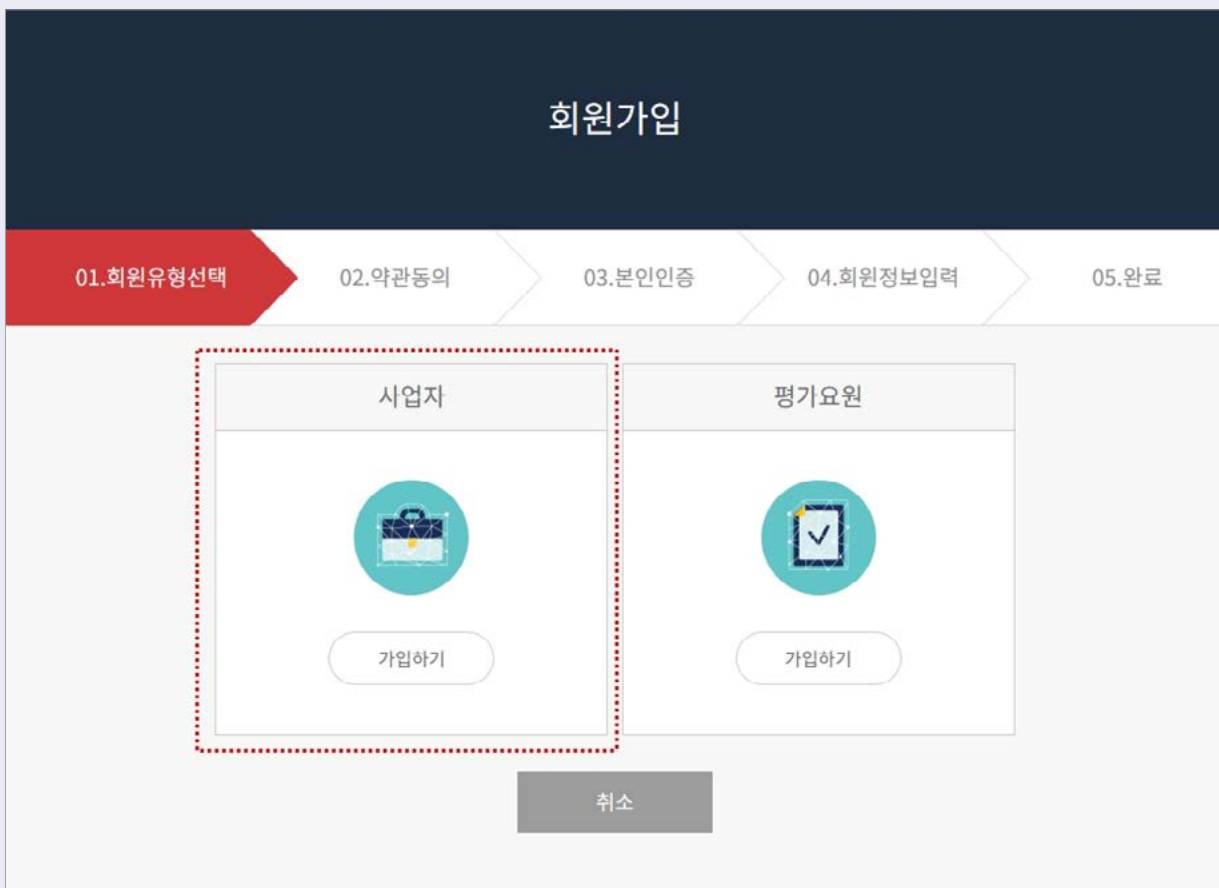 회원가입
01.회원유형선택 02.약관동의 03.본인인증 04.회원정보입력 05.완료
사업자 평가요원
가입하기 가입하기
취소